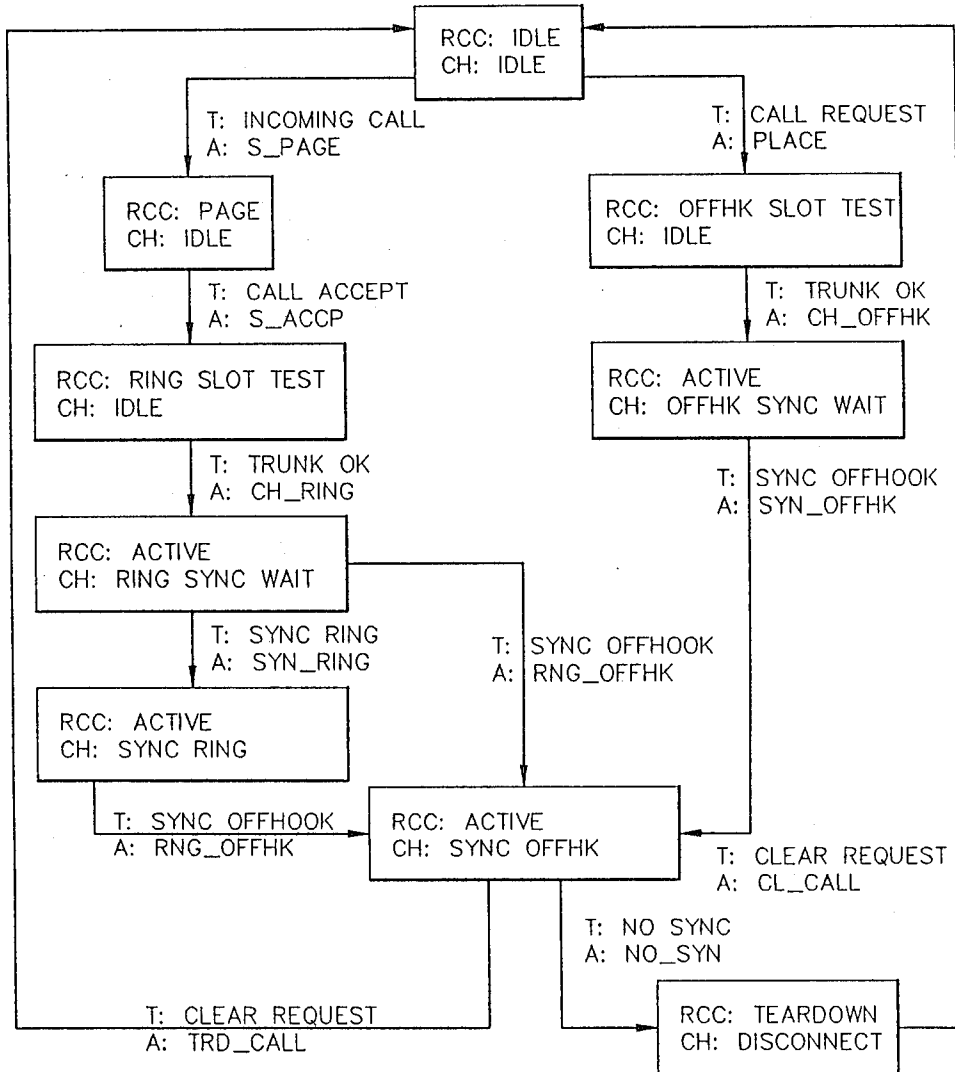 RCC: IDLE
CH: IDLE
T: INCOMING CALL
A: S_PAGE
T: CALL REQUEST
A: PLACE
RCC: PAGE
CH: IDLE
RCC: OFFHK SLOT TEST
CH: IDLE
T: CALL ACCEPT
A: S_ACCP
T: TRUNK OK
A: CH_OFFHK
RCC: RING SLOT TEST
CH: IDLE
RCC: ACTIVE
CH: OFFHK SYNC WAIT
T: TRUNK OK
A: CH_RING
T: SYNC OFFHOOK
A: SYN_OFFHK
RCC: ACTIVE
CH: RING SYNC WAIT
T: SYNC RING
A: SYN_RING
T: SYNC OFFHOOK
A: RNG_OFFHK
RCC: ACTIVE
CH: SYNC RING
T: SYNC OFFHOOK
A: RNG_OFFHK
RCC: ACTIVE
CH: SYNC OFFHK
T: CLEAR REQUEST
A: CL_CALL
T: NO SYNC
A: NO_SYN
T: CLEAR REQUEST
A: TRD_CALL
RCC: TEARDOWN
CH: DISCONNECT